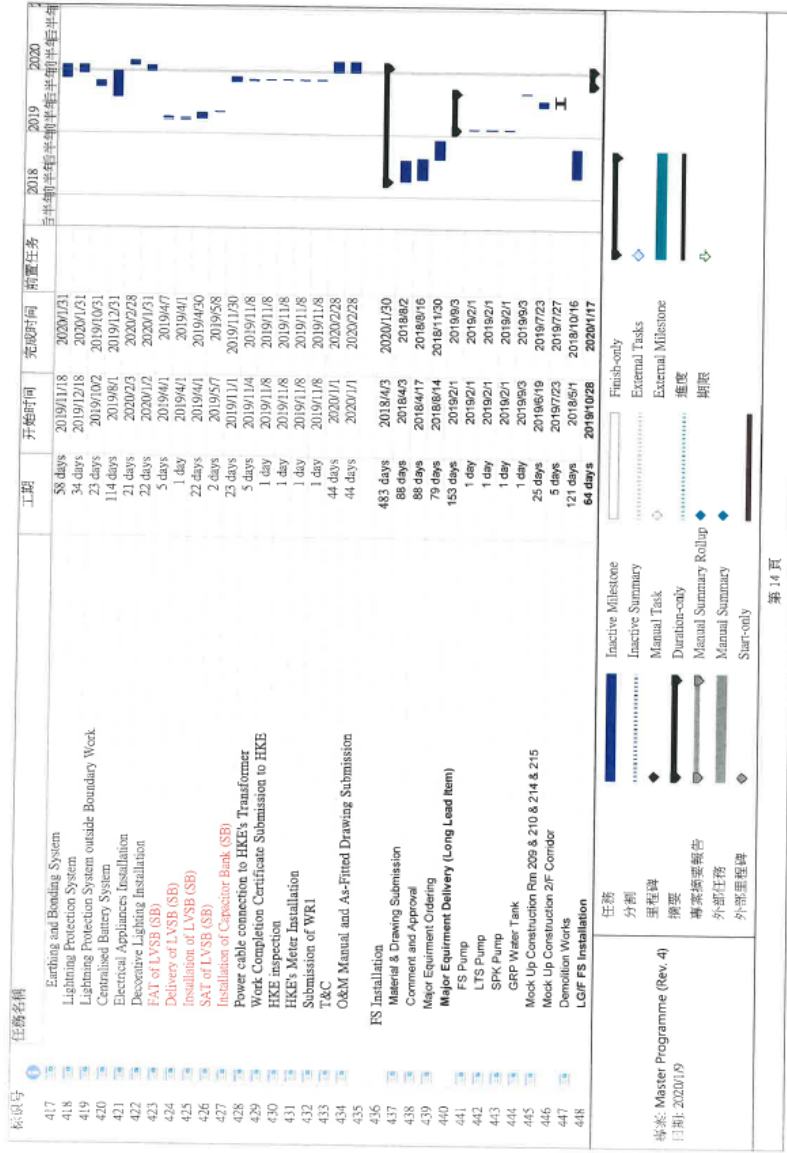 标识号 任務名稱 工期 开始时间 完成时间 前置任务 2018 2019 2020
后半年 前半年 后半年 前半年 后半年 前半年 后半年
417
418 Earthing and Bonding System 58 days 2019/11/18 2020/1/31
419 Lightning Protection System 34 days 2019/12/18 2020/1/31
420 Lightning Protection System outside Boundary Work 23 days 2019/10/2 2019/10/31
421 Centralised Battery System 114 days 2019/8/1 2019/12/31
422 Electrical Appliances Installation 21 days 2020/2/3 2020/2/28
423 Decorative Lighting Installation 22 days 2020/1/2 2020/1/31
424 FAT of LVSB (SB) 5 days 2019/4/1 2019/4/7
425 Delivery of LVSB (SB) 1 day 2019/4/1 2019/4/1
426 Installation of LVSB (SB) 22 days 2019/4/1 2019/4/30
427 SAT of LVSB (SB) 2 days 2019/5/7 2019/5/8
428 Installation of Capacitor Bank (SB) 23 days 2019/11/1 2019/11/30
429 Power cable connection to HKE's Transformer 5 days 2019/11/4 2019/11/8
430 Work Completion Certificate Submission to HKE 1 day 2019/11/8 2019/11/8
431 HKE inspection 1 day 2019/11/8 2019/11/8
432 HKE's Meter Installation 1 day 2019/11/8 2019/11/8
433 Submission of WR1 1 day 2019/11/8 2019/11/8
434 T&C 44 days 2020/1/1 2020/2/28
435 O&M Manual and As-Fitted Drawing Submission 44 days 2020/1/1 2020/2/28
436 FS Installation 483 days 2018/4/3 2020/1/30
437 Material & Drawing Submission 88 days 2018/4/3 2018/8/2
438 Comment and Approval 88 days 2018/4/17 2018/8/16
439 Major Equirment Ordering 79 days 2018/8/14 2018/11/30
440 Major Equirment Delivery (Long Lead Item) 153 days 2019/2/1 2019/9/3
441 FS Pump 1 day 2019/2/1 2019/2/1
442 LTS Pump 1 day 2019/2/1 2019/2/1
443 SPK Pump 1 day 2019/2/1 2019/2/1
444 GRP Water Tank 1 day 2019/9/3 2019/9/3
445 Mock Up Construction Rm 209 & 210 & 214 & 215 25 days 2019/6/19 2019/7/23
446 Mock Up Construction 2/F Corridor 5 days 2019/7/23 2019/7/27
447 Demolition Works 121 days 2018/5/1 2018/10/16
448 LG/F FS Installation 64 days 2019/10/28 2020/1/17
專案: Master Programme (Rev. 4)
日期: 2020/1/9
任務 Inactive Milestone Finish-only
分割 Inactive Summary External Tasks
里程碑 Manual Task External Milestone
摘要 Duration-only 進度
專案摘要報告 Manual Summary Rollup 期限
外部任務 Manual Summary
外部里程碑 Start-only
第 14 頁